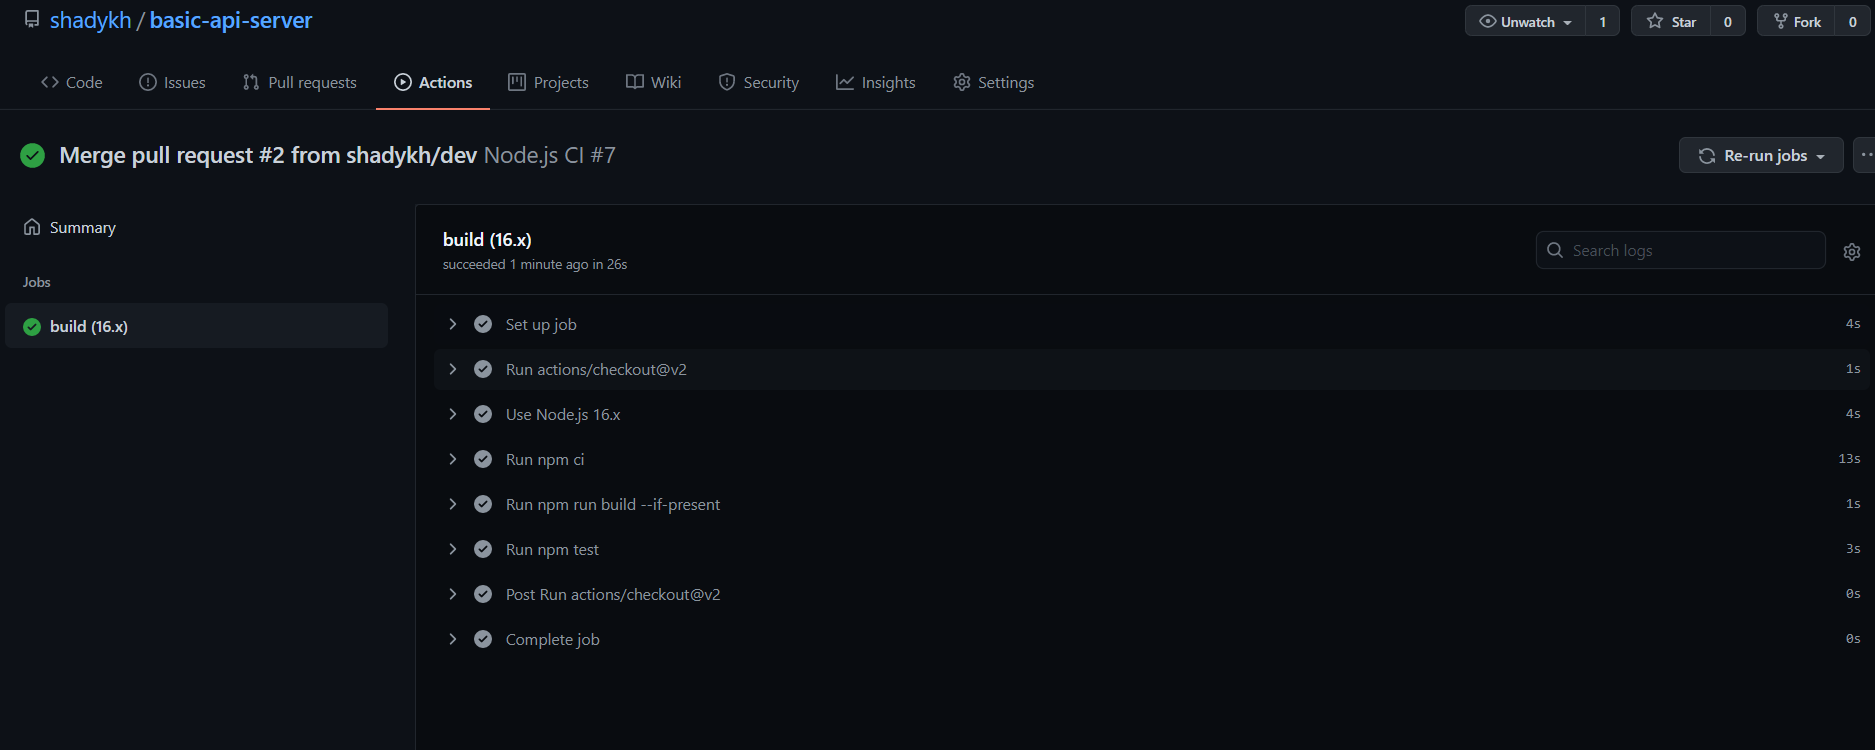 shadykh / basic-api-server
Unwatch 1 Star 0 Fork 0
Code Issues Pull requests Actions Projects Wiki Security Insights Settings
Merge pull request #2 from shadykh/dev Node.js CI #7
Re-run jobs
Summary
Jobs
build (16.x)
build (16.x)
succeeded 1 minute ago in 26s
Search logs
Set up job 4s
Run actions/checkout@v2 1s
Use Node.js 16.x 4s
Run npm ci 13s
Run npm run build --if-present 1s
Run npm test 3s
Post Run actions/checkout@v2 0s
Complete job 0s